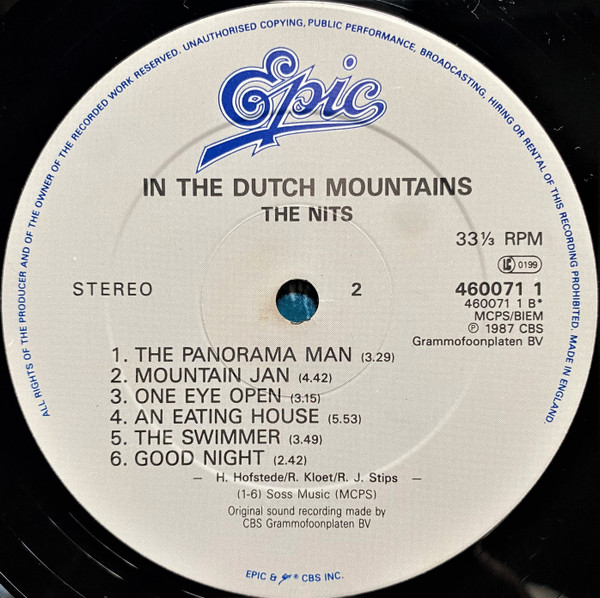 ALL RIGHTS OF THE PRODUCER AND OF THE OWNER OF THE RECORDED WORK RESERVED. UNAUTHORISED COPYING, PUBLIC PERFORMANCE, BROADCASTING, HIRING OR RENTAL OF THIS RECORDING PROHIBITED. MADE IN ENGLAND.
Epic
IN THE DUTCH MOUNTAINS
THE NiTS
33⅓ RPM
LC 0199
STEREO 2 460071 1
460071 1 B*
MCPS/BIEM
℗ 1987 CBS
Grammofoonplaten BV
1. THE PANORAMA MAN (3.29)
2. MOUNTAIN JAN (4.42)
3. ONE EYE OPEN (3.15)
4. AN EATING HOUSE (5.53)
5. THE SWIMMER (3.49)
6. GOOD NIGHT (2.42)
— H. Hofstede/R. Kloet/R. J. Stips —
(1-6) Soss Music (MCPS)
Original sound recording made by
CBS Grammofoonplaten BV
EPIC & Epic ® CBS INC.